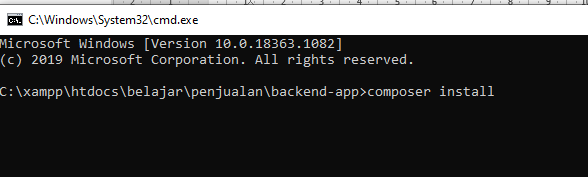 C:\Windows\System32\cmd.exe
Microsoft Windows [Version 10.0.18363.1082]
(c) 2019 Microsoft Corporation. All rights reserved.
C:\xampp\htdocs\belajar\penjualan\backend-app>composer install